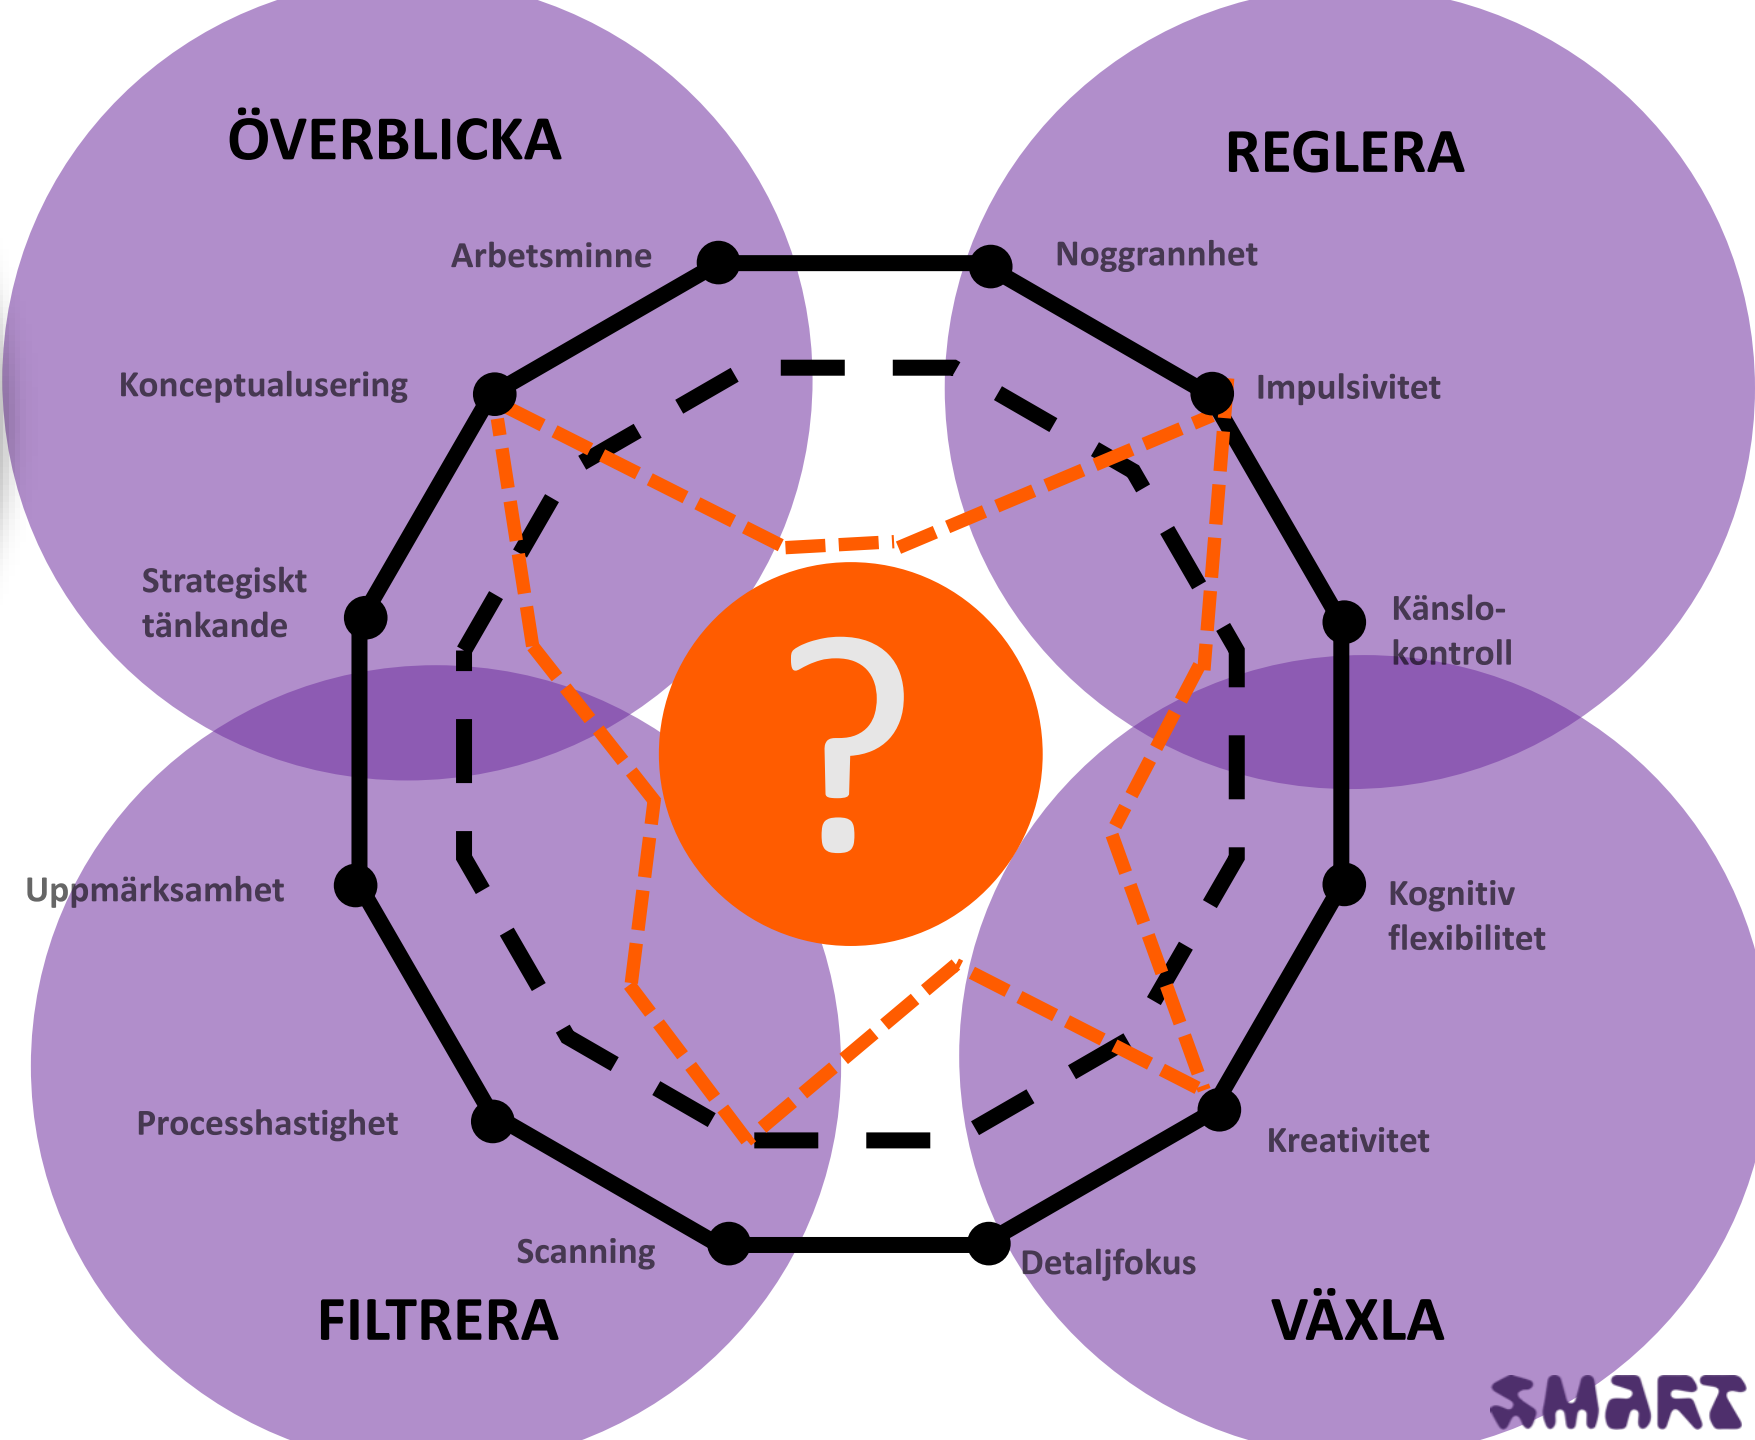 ÖVERBLICKA
REGLERA
Arbetsminne
Noggrannhet
Konceptualusering
Impulsivitet
Strategiskt
tänkande
Känslo-
kontroll
?
Uppmärksamhet
Kognitiv
flexibilitet
Processhastighet
Kreativitet
Scanning
Detaljfokus
FILTRERA
VÄXLA
SMART